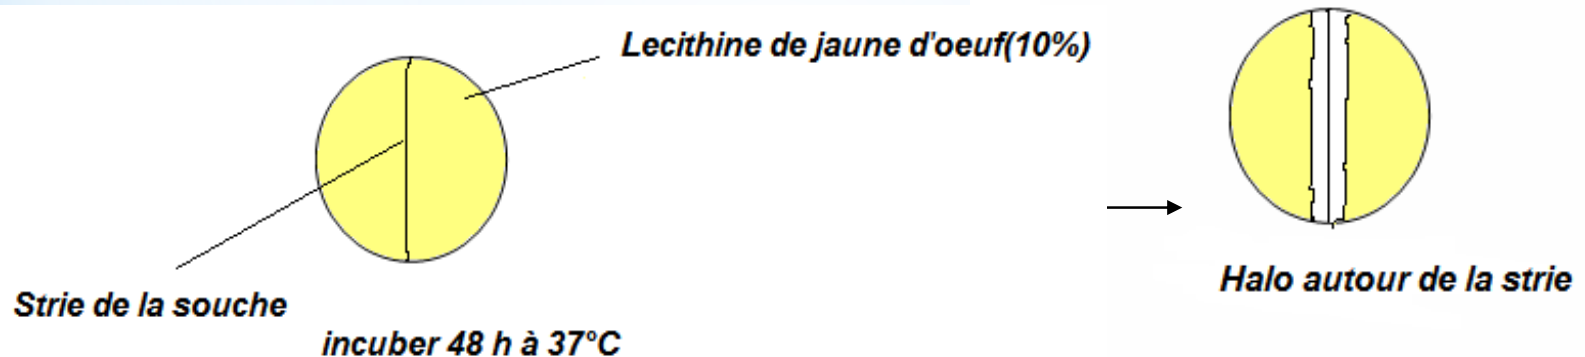 Lecithine de jaune d'oeuf(10%)
Strie de la souche
incuber 48 h à 37°C
Halo autour de la strie